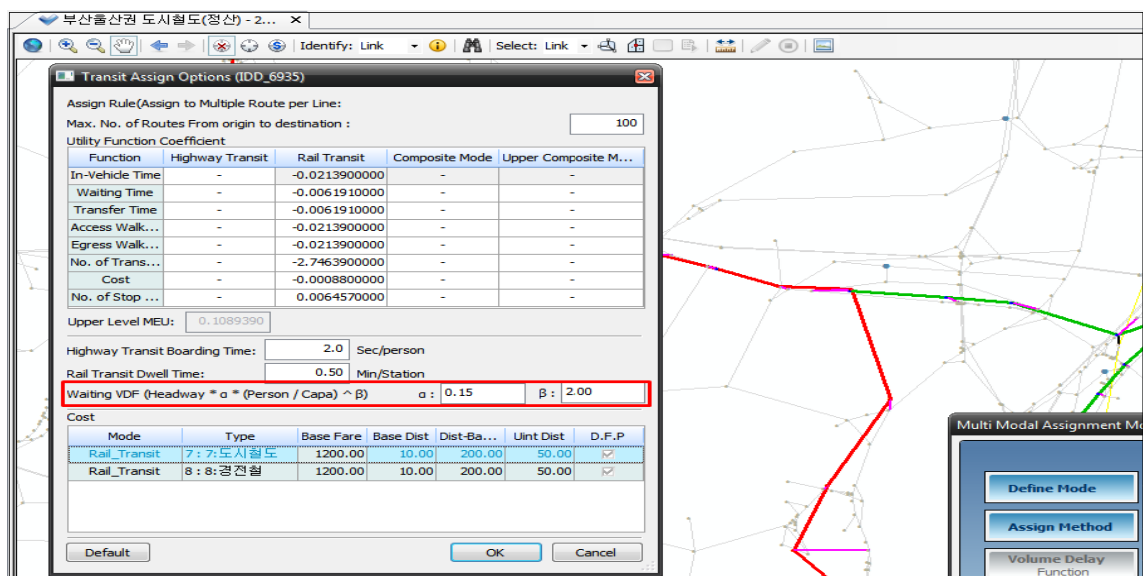 부산울산권 도시철도(정산) - 2...
Identify: Link
Select: Link
Transit Assign Options (IDD_6935)
Assign Rule(Assign to Multiple Route per Line:
Max. No. of Routes From origin to destination : 100
Utility Function Coefficient
Function Highway Transit Rail Transit Composite Mode Upper Composite M...
In-Vehicle Time - -0.0213900000 - -
Waiting Time - -0.0061910000 - -
Transfer Time - -0.0061910000 - -
Access Walk... - -0.0213900000 - -
Egress Walk... - -0.0213900000 - -
No. of Trans... - -2.7463900000 - -
Cost - -0.0008800000 - -
No. of Stop ... - 0.0064570000 - -
Upper Level MEU: 0.1089390
Highway Transit Boarding Time: 2.0 Sec/person
Rail Transit Dwell Time: 0.50 Min/Station
Waiting VDF (Headway * α * (Person / Capa) ^ β) α : 0.15 β : 2.00
Cost
Mode Type Base Fare Base Dist Dist-Ba... Uint Dist D.F.P
Rail_Transit 7 : 7:도시철도 1200.00 10.00 200.00 50.00
Rail_Transit 8 : 8:경전철 1200.00 10.00 200.00 50.00
Default OK Cancel
Multi Modal Assignment Mo
Define Mode
Assign Method
Volume Delay
Function